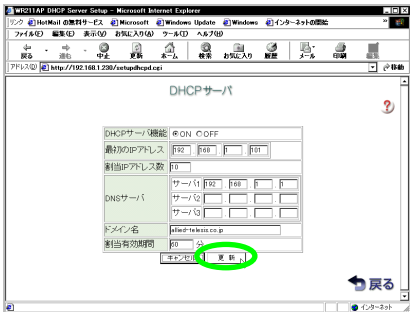 WR211AP DHCP Server Setup - Microsoft Internet Explorer
リンク HotMail の無料サービス Microsoft Windows Update Windows インターネットの開始 »
ファイル(F) 編集(E) 表示(V) お気に入り(A) ツール(T) ヘルプ(H)
戻る 進む 中止 更新 ホーム 検索 お気に入り 履歴 メール 印刷 編集
アドレス(D) http://192.168.1.230/setupdhcpd.cgi 移動
DHCPサーバ
?
DHCPサーバ機能 ON OFF
最初のIPアドレス 192 . 168 . 1 . 101
割当IPアドレス数 10
DNSサーバ
サーバ1 192 . 168 . 1 . 1
サーバ2 . . .
サーバ3 . . .
ドメイン名 allied-telesis.co.jp
割当有効期間 60 分
キャンセル 更 新
戻る
インターネット